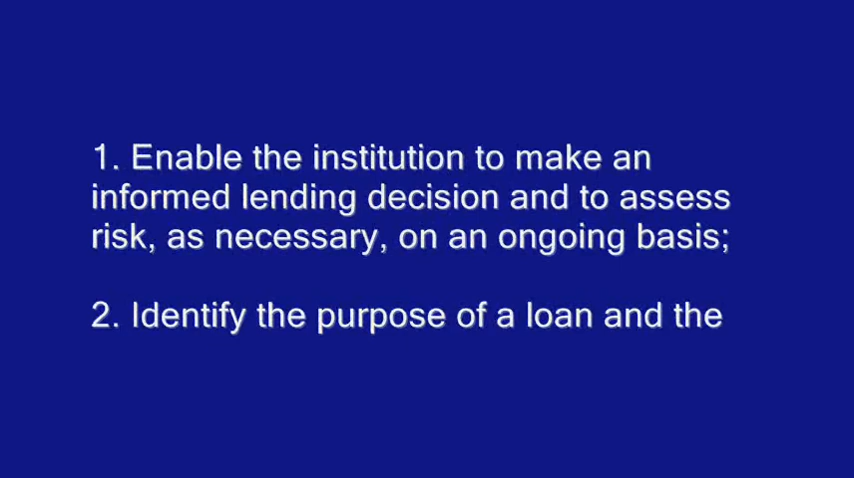 1. Enable the institution to make an
informed lending decision and to assess
risk, as necessary, on an ongoing basis;
2. Identify the purpose of a loan and the